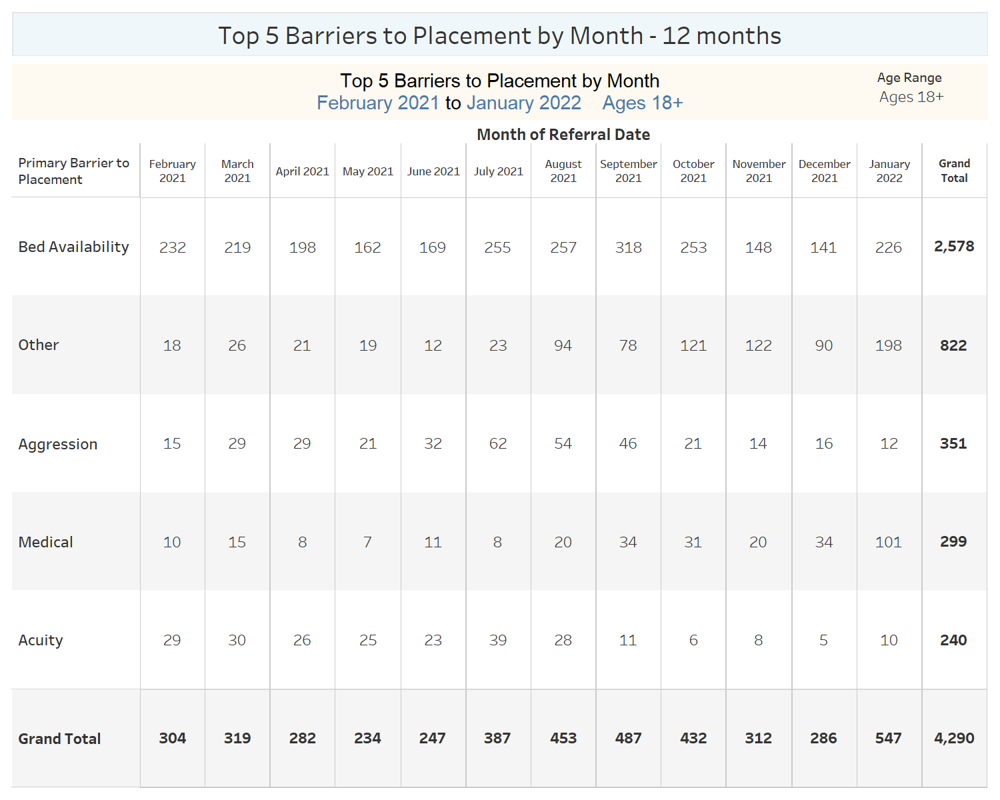 Top 5 Barriers to Placement by Month - 12 months
Top 5 Barriers to Placement by Month
February 2021 to January 2022 Ages 18+
Age Range
Ages 18+
Month of Referral Date
Primary Barrier to Placement February 2021 March 2021 April 2021 May 2021 June 2021 July 2021 August 2021 September 2021 October 2021 November 2021 December 2021 January 2022 Grand Total
Bed Availability 232 219 198 162 169 255 257 318 253 148 141 226 2,578
Other 18 26 21 19 12 23 94 78 121 122 90 198 822
Aggression 15 29 29 21 32 62 54 46 21 14 16 12 351
Medical 10 15 8 7 11 8 20 34 31 20 34 101 299
Acuity 29 30 26 25 23 39 28 11 6 8 5 10 240
Grand Total 304 319 282 234 247 387 453 487 432 312 286 547 4,290